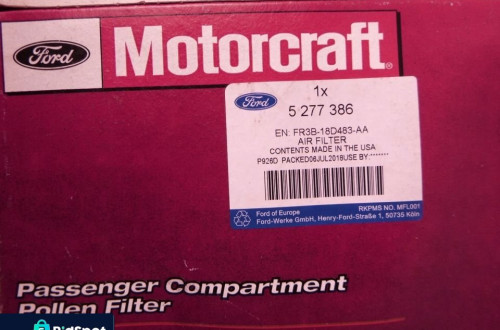 Ford
Motorcraft®
1x
Ford
5 277 386
EN: FR3B-18D483-AA
AIR FILTER
CONTENTS MADE IN THE USA
P926D PACKED06JUL2018USE BY:*******
Ford of Europe
RKPMS NO. MFL001
Ford-Werke GmbH, Henry-Ford-Straße 1, 50735 Köln
Passenger Compartment
Pollen Filter
BidSpot